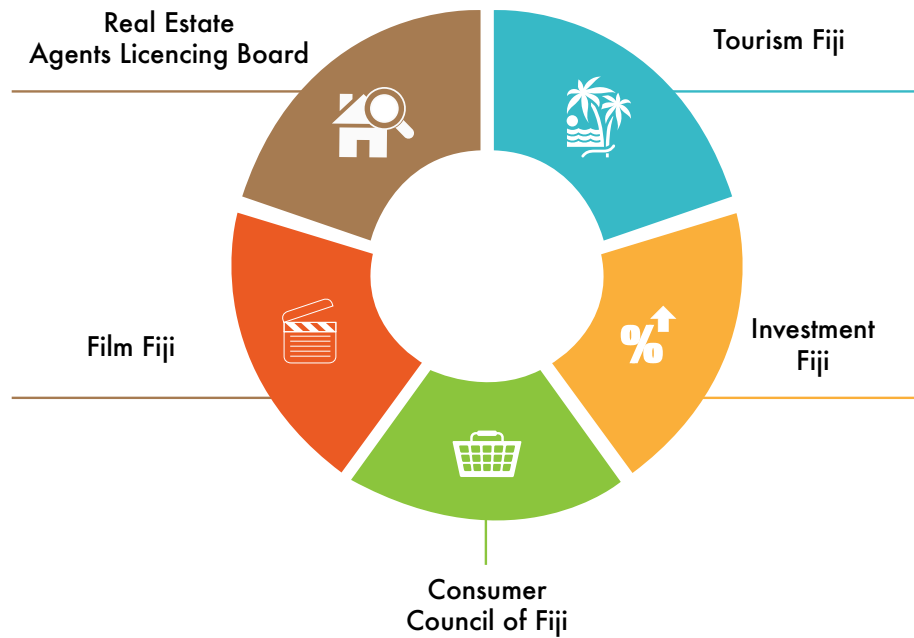 Real Estate
Agents Licencing Board
Tourism Fiji
Film Fiji
%
Investment
Fiji
Consumer
Council of Fiji